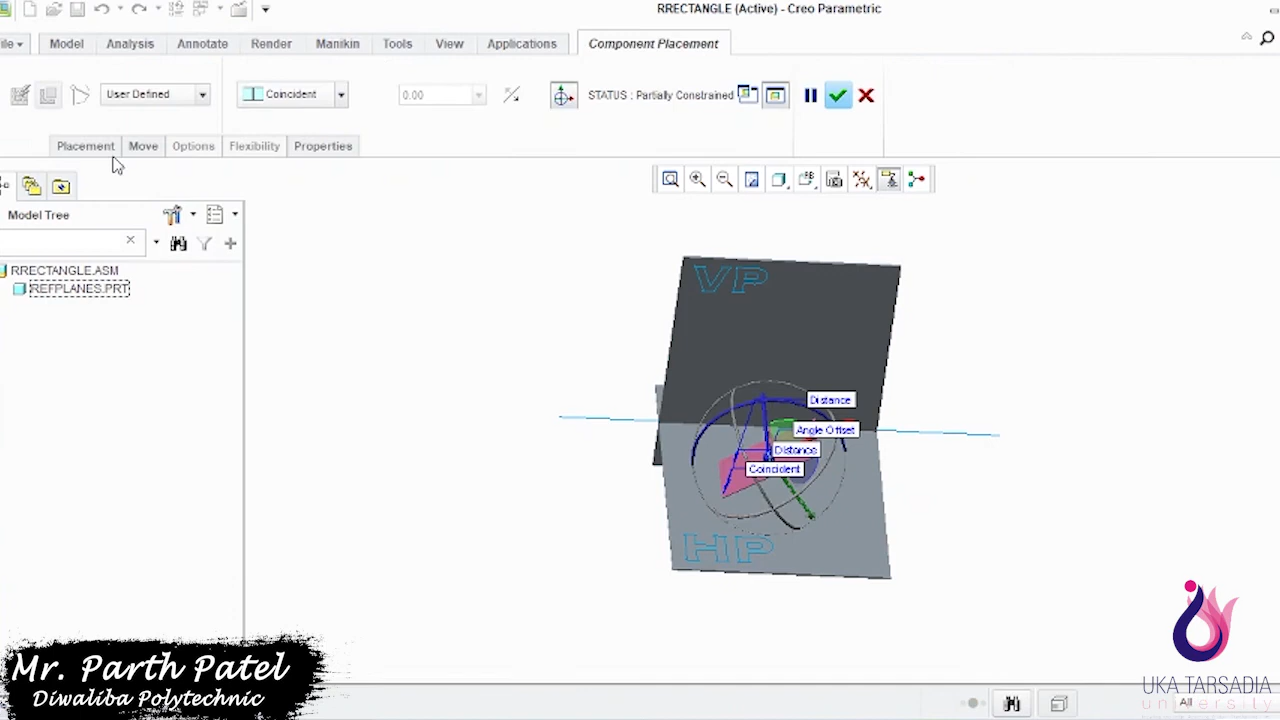 RRECTANGLE (Active) - Creo Parametric
Model Analysis Annotate Render Manikin Tools View Applications Component Placement
User Defined Coincident 0.00 STATUS : Partially Constrained
Placement Move Options Flexibility Properties
Model Tree
RRECTANGLE.ASM
REFPLANES.PRT
VP
Distance
Angle Offset
Distance
Coincident
HP
Mr. Parth Patel
Diwaliba Polytechnic
UKA TARSADIA
university
All